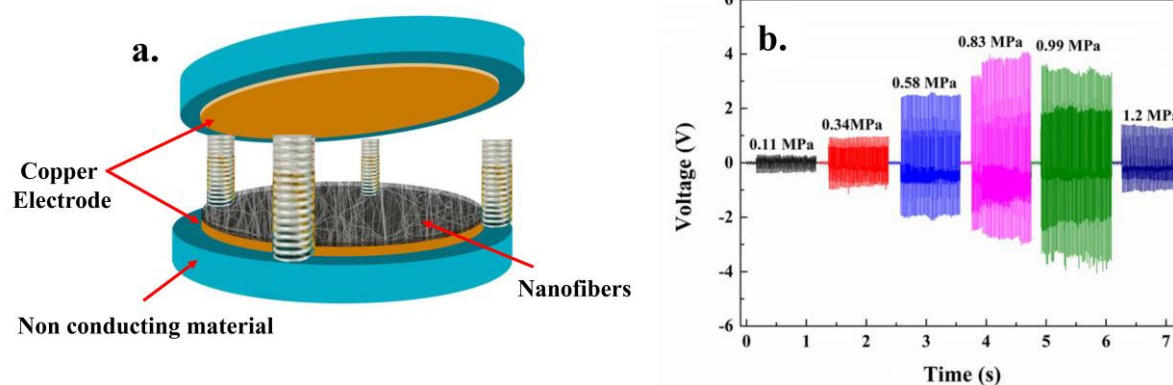 a.
Copper
Electrode
Nanofibers
Non conducting material
b.
0.11 MPa
0.34MPa
0.58 MPa
0.83 MPa
0.99 MPa
1.2 MPa
Voltage (V)
6
4
2
0
-2
-4
-6
0 1 2 3 4 5 6 7
Time (s)